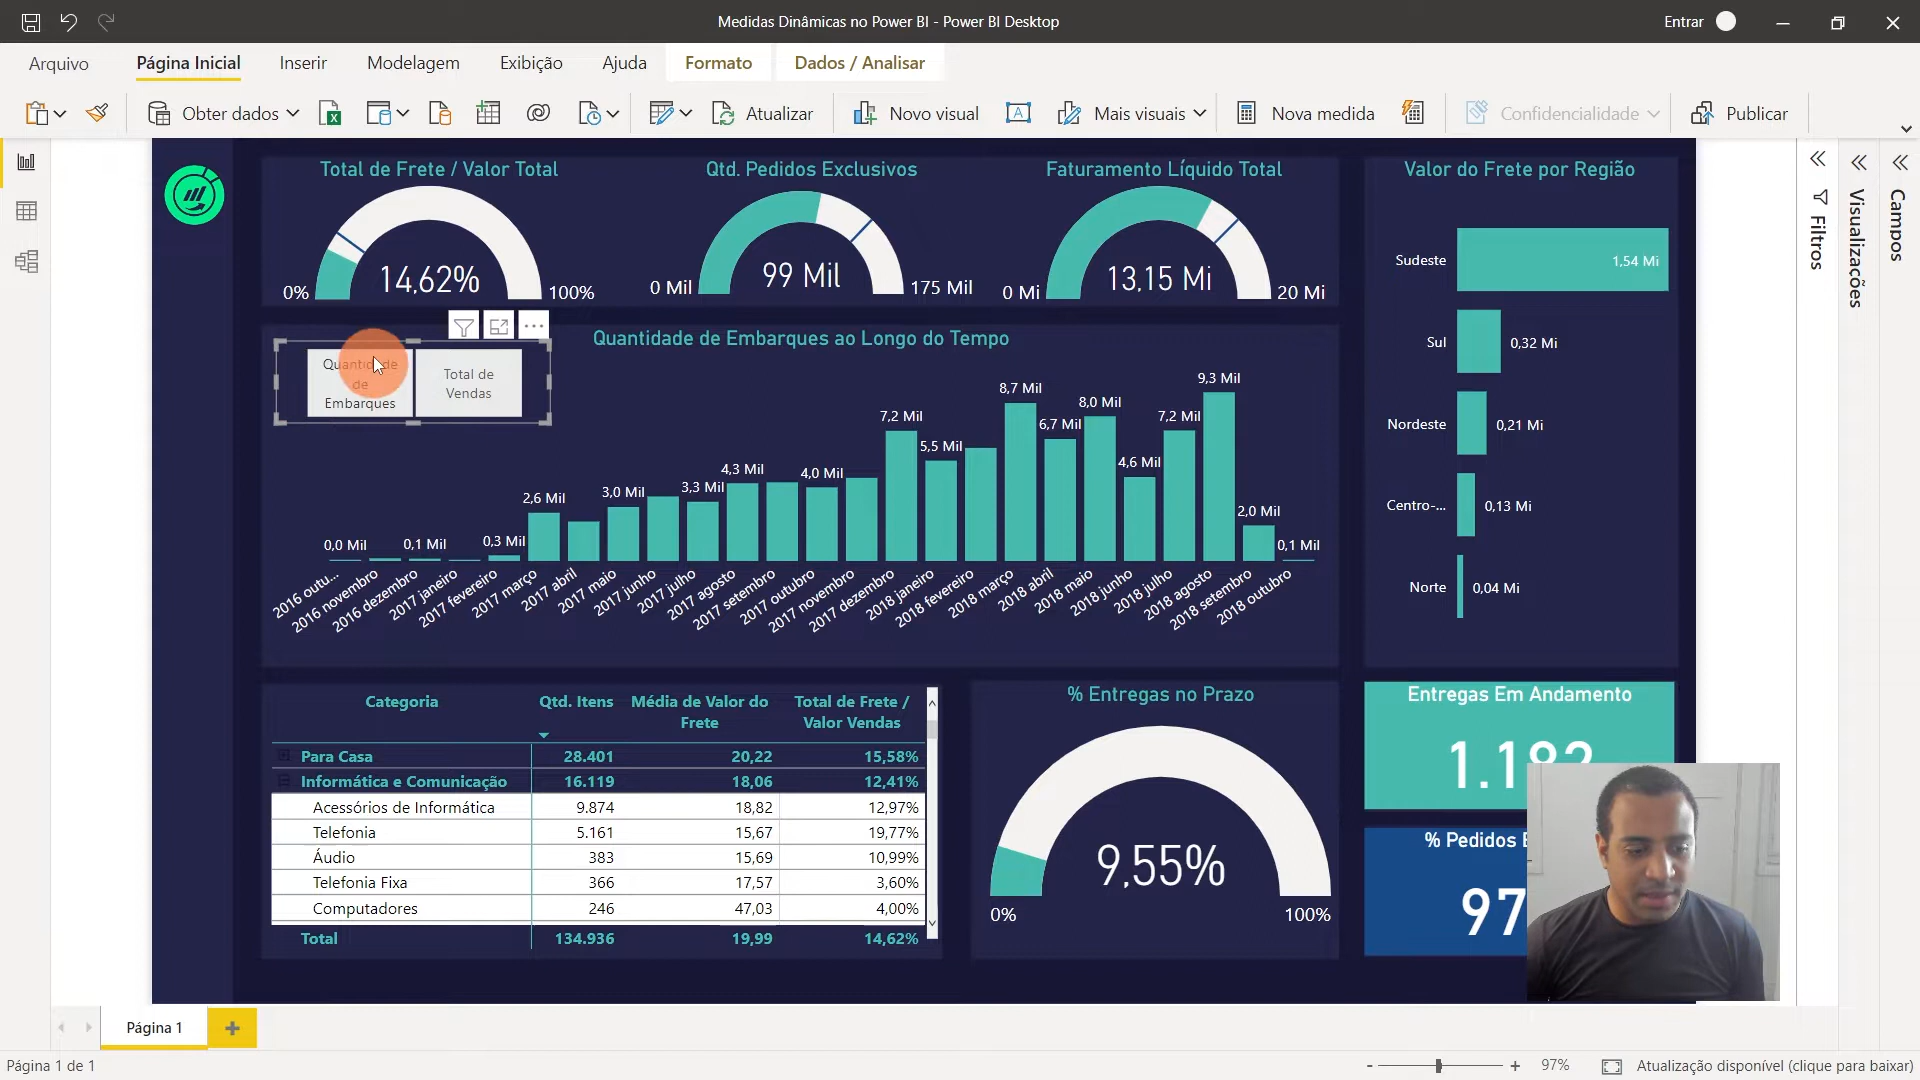 Medidas Dinâmicas no Power BI - Power BI Desktop
Entrar
Arquivo
Página Inicial
Inserir
Modelagem
Exibição
Ajuda
Formato
Dados / Analisar
Obter dados
Atualizar
Novo visual
Mais visuais
Nova medida
Confidencialidade
Publicar
Total de Frete / Valor Total
14,62%
0%
100%
Qtd. Pedidos Exclusivos
99 Mil
0 Mil
175 Mil
Faturamento Líquido Total
13,15 Mi
0 Mi
20 Mi
Valor do Frete por Região
Sudeste
1,54 Mi
Sul
0,32 Mi
Nordeste
0,21 Mi
Centro-...
0,13 Mi
Norte
0,04 Mi
Filtros
Visualizações
Campos
Quantidade
de
Embarques
Total de
Vendas
Quantidade de Embarques ao Longo do Tempo
0,0 Mil
0,1 Mil
0,3 Mil
2,6 Mil
3,0 Mil
3,3 Mil
4,3 Mil
4,0 Mil
7,2 Mil
5,5 Mil
8,7 Mil
6,7 Mil
8,0 Mil
4,6 Mil
7,2 Mil
9,3 Mil
2,0 Mil
0,1 Mil
2016 outu...
2016 novembro
2016 dezembro
2017 janeiro
2017 fevereiro
2017 março
2017 abril
2017 maio
2017 junho
2017 julho
2017 agosto
2017 setembro
2017 outubro
2017 novembro
2017 dezembro
2018 janeiro
2018 fevereiro
2018 março
2018 abril
2018 maio
2018 junho
2018 julho
2018 agosto
2018 setembro
2018 outubro
Categoria Qtd. Itens Média de Valor do Total de Frete /
Frete Valor Vendas
Para Casa 28.401 20,22 15,58%
Informática e Comunicação 16.119 18,06 12,41%
Acessórios de Informática 9.874 18,82 12,97%
Telefonia 5.161 15,67 19,77%
Áudio 383 15,69 10,99%
Telefonia Fixa 366 17,57 3,60%
Computadores 246 47,03 4,00%
Total 134.936 19,99 14,62%
% Entregas no Prazo
9,55%
0%
100%
Entregas Em Andamento
1.182
% Pedidos
97
Página 1
Página 1 de 1
- + 97%
Atualização disponível (clique para baixar)